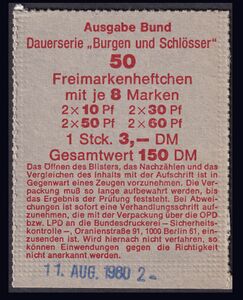 Ausgabe Bund
Dauerserie „Burgen und Schlösser"
50
Freimarkenheftchen
mit je 8 Marken
2×10 Pf 2×30 Pf
2×50 Pf 2×60 Pf
1 Stck. 3,— DM
Gesamtwert 150 DM
Das Öffnen des Blisters, das Nachzählen und das
Vergleichen des Inhalts mit der Aufschrift ist in
Gegenwart eines Zeugen vorzunehmen. Die Ver-
packung muß so lange aufbewahrt werden, bis
das Ergebnis der Prüfung feststeht. Bei Abwei-
chungen ist sofort eine Verhandlungsschrift auf-
zunehmen, die mit der Verpackung über die OPD
bzw. LPD an die Bundesdruckerei – Sicherheits-
kontrolle –, Oranienstraße 91, 1000 Berlin 61, ein-
zusenden ist. Wird hiernach nicht verfahren, so
können Einwendungen gegen die Richtigkeit
nicht anerkannt werden.
11. AUG. 1980 2-